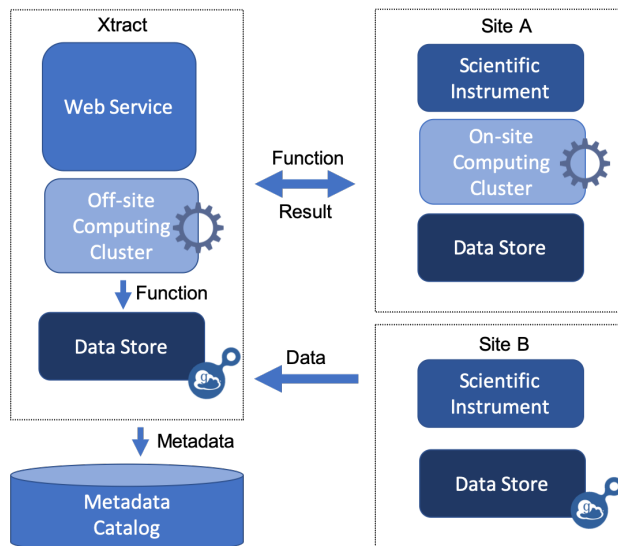 Xtract
Web Service
Off-site
Computing
Cluster
Function
Data Store
g
Metadata
Metadata
Catalog
Function
Result
Data
Site A
Scientific
Instrument
On-site
Computing
Cluster
Data Store
Site B
Scientific
Instrument
Data Store
g